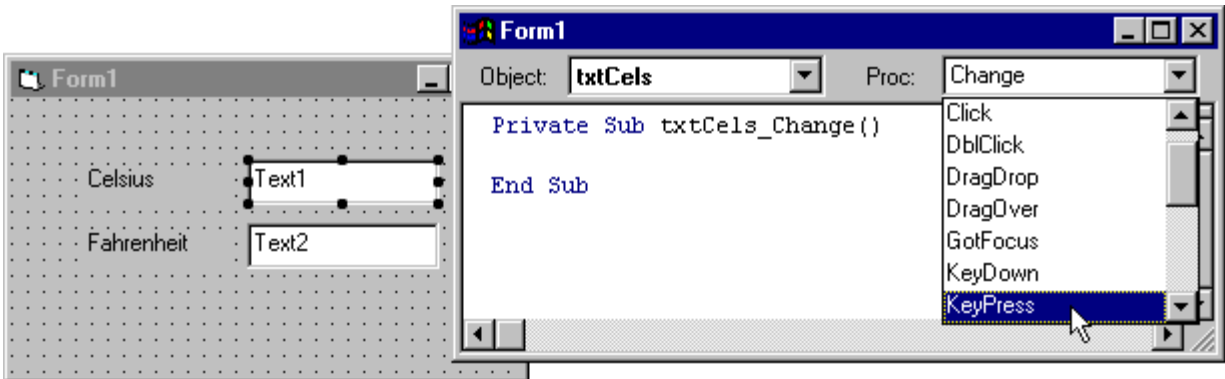 Form1
Celsius Text1
Fahrenheit Text2
Form1
Object: txtCels Proc: Change
Private Sub txtCels_Change()
End Sub
Click
DblClick
DragDrop
DragOver
GotFocus
KeyDown
KeyPress